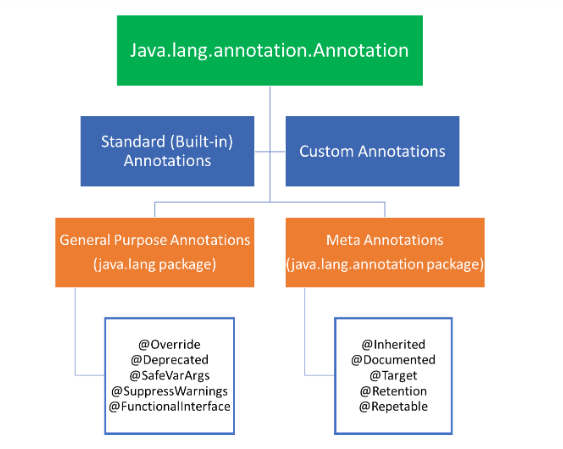 Java.lang.annotation.Annotation
Standard (Built-in)
Annotations
Custom Annotations
General Purpose Annotations
(java.lang package)
Meta Annotations
(java.lang.annotation package)
@Override
@Deprecated
@SafeVarArgs
@SuppressWarnings
@FunctionalInterface
@Inherited
@Documented
@Target
@Retention
@Repetable